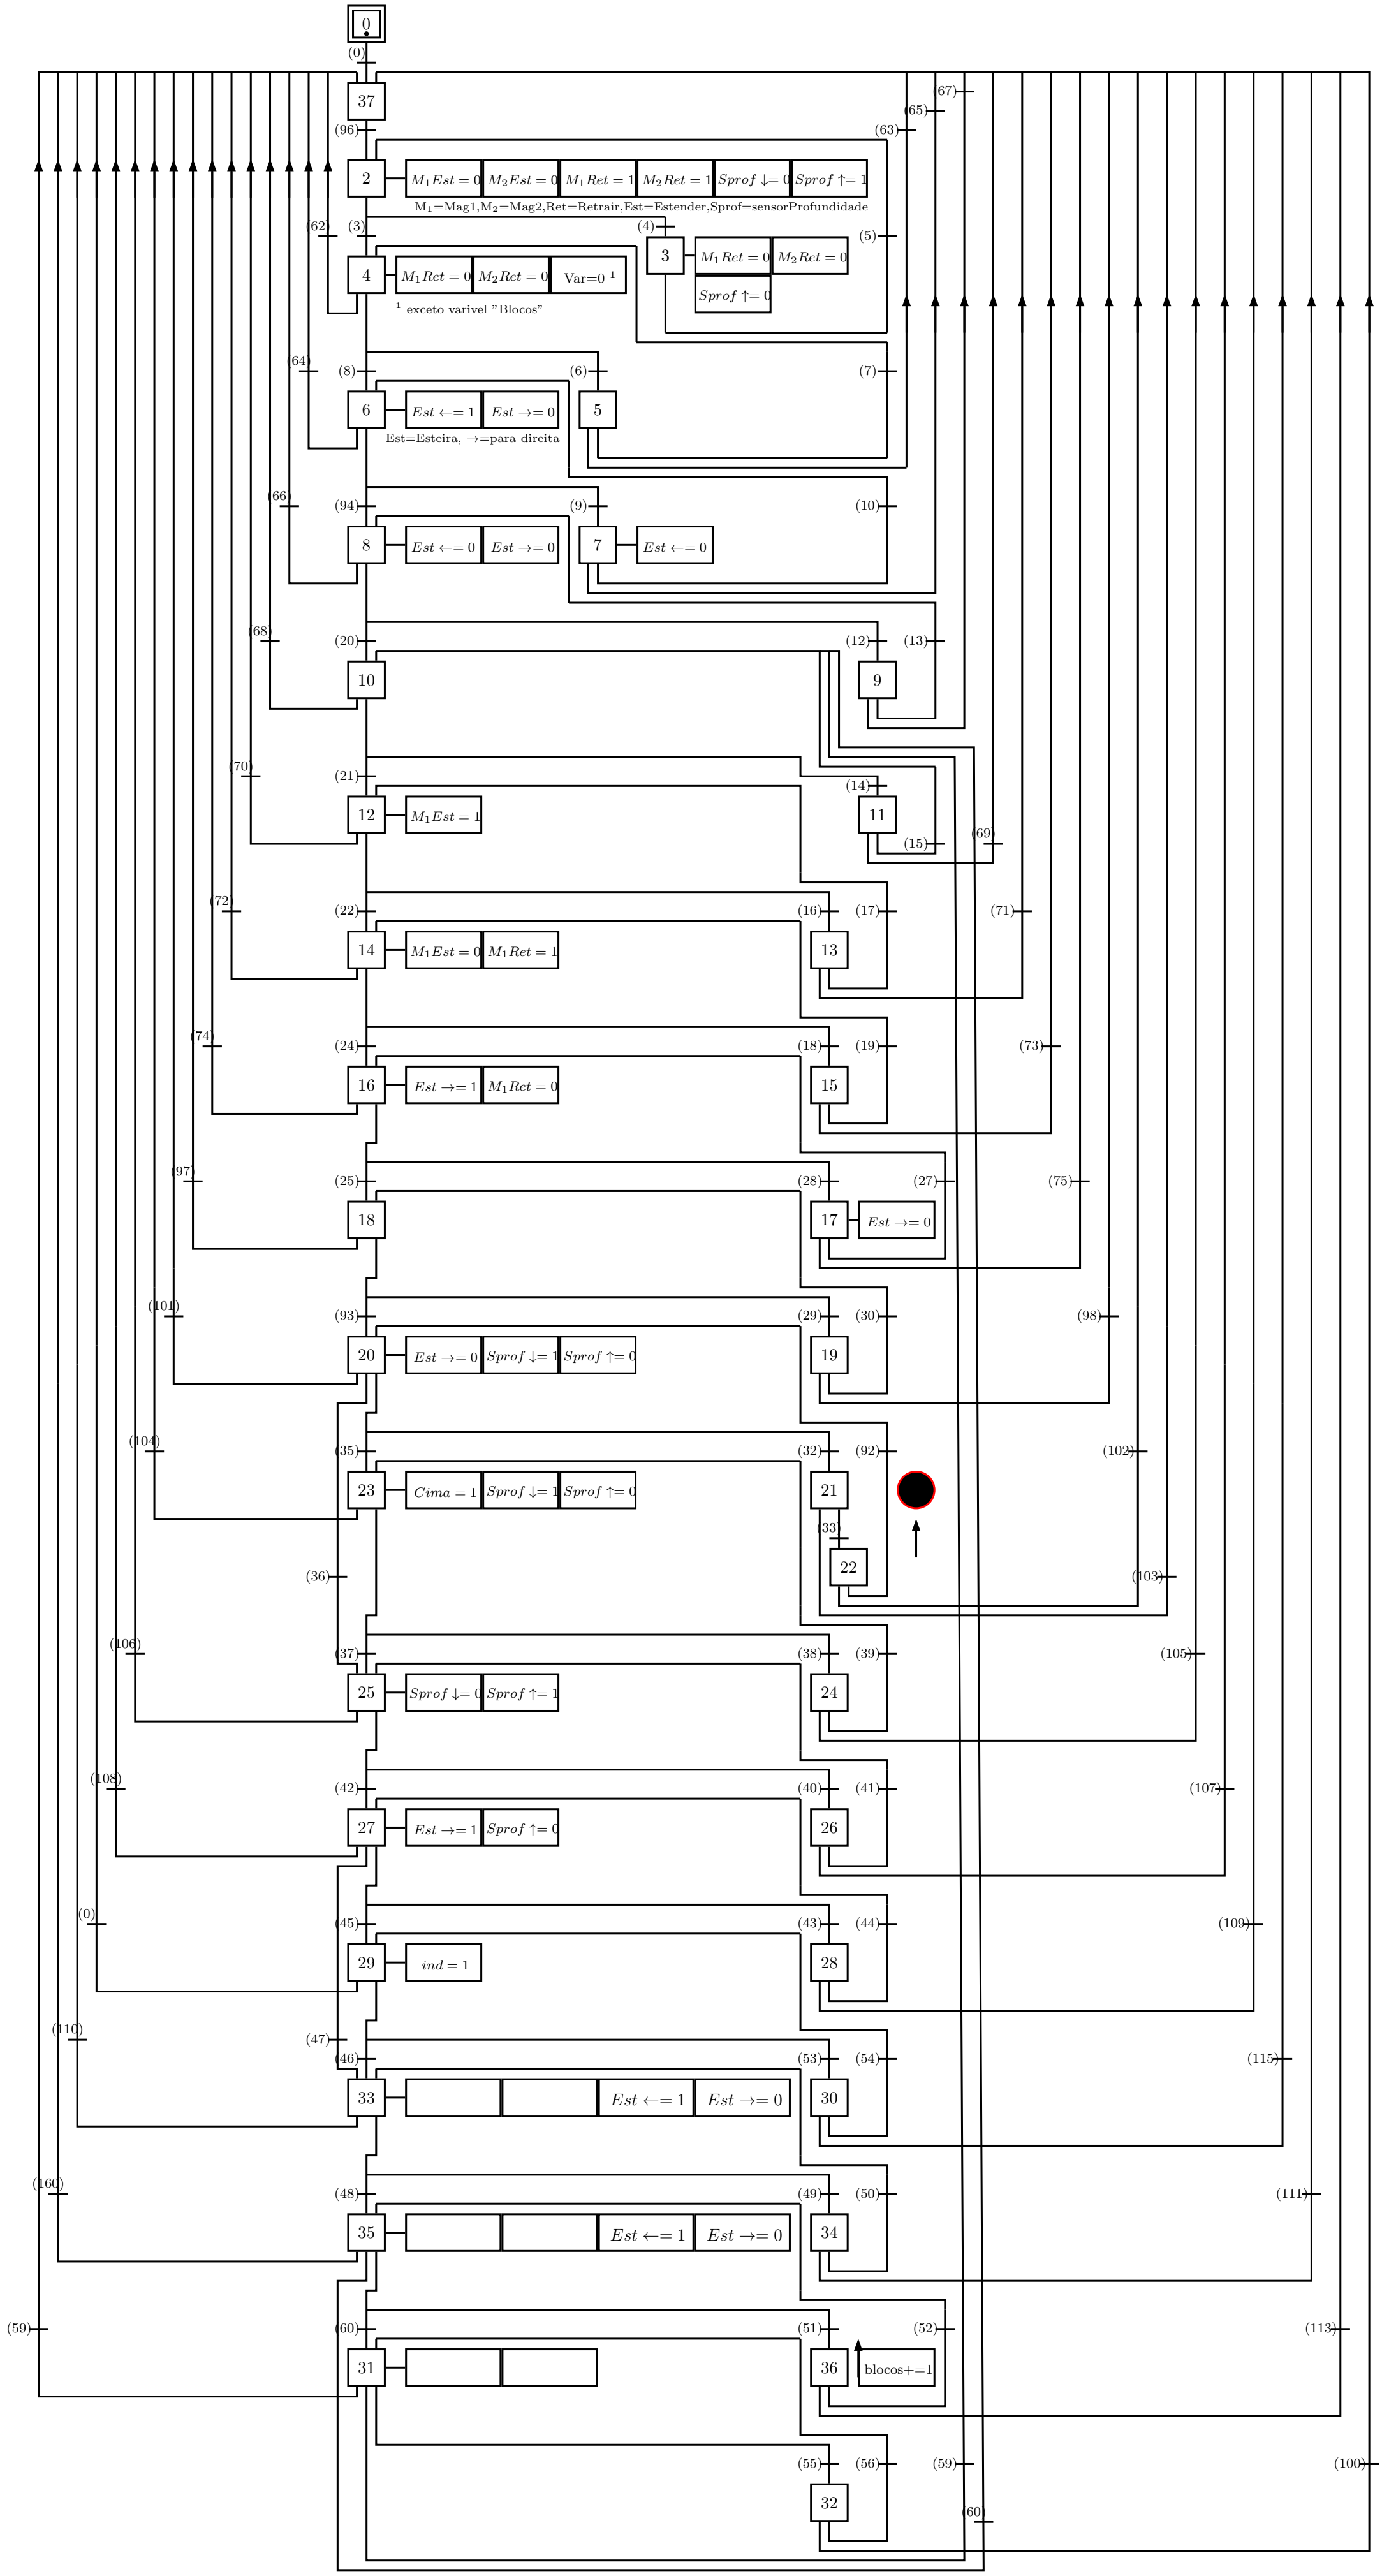 0
(0)
(67)
37
(65)
(96) (63)
2 M₁Est = 0 M₂Est = 0 M₁Ret = 1 M₂Ret = 1 Sprof ↓= 0 Sprof ↑= 1
M₁=Mag1,M₂=Mag2,Ret=Retrair,Est=Estender,Sprof=sensorProfundidade
(62) (3) (4) (5)
3 M₁Ret = 0 M₂Ret = 0
4 M₁Ret = 0 M₂Ret = 0 Var=0 ¹
Sprof ↑= 0
¹ exceto varivel "Blocos"
(64) (8) (6) (7)
6 Est ←= 1 Est →= 0 5
Est=Esteira, →=para direita
(66) (94) (9) (10)
8 Est ←= 0 Est →= 0 7 Est ←= 0
(68) (20) (12) (13)
10 9
(70) (21) (14)
12 M₁Est = 1 11
(15) (69)
(72) (22) (16) (17) (71)
14 M₁Est = 0 M₁Ret = 1 13
(74) (24) (18) (19) (73)
16 Est →= 1 M₁Ret = 0 15
(97) (25) (28) (27) (75)
18 17 Est →= 0
(101) (93) (29) (30) (98)
20 Est →= 0 Sprof ↓= 1 Sprof ↑= 0 19
(104) (35) (32) (92) (102)
23 Cima = 1 Sprof ↓= 1 Sprof ↑= 0 21
(33)
22
(36) (103)
(106) (37) (38) (39) (105)
25 Sprof ↓= 0 Sprof ↑= 1 24
(108) (42) (40) (41) (107)
27 Est →= 1 Sprof ↑= 0 26
(0) (45) (43) (44) (109)
29 ind = 1 28
(110) (47) (46) (53) (54) (115)
33 Est ←= 1 Est →= 0 30
(160) (48) (49) (50) (111)
35 Est ←= 1 Est →= 0 34
(59) (60) (51) (52) (113)
31 36 blocos+=1
(55) (56) (59) (100)
32
(60)